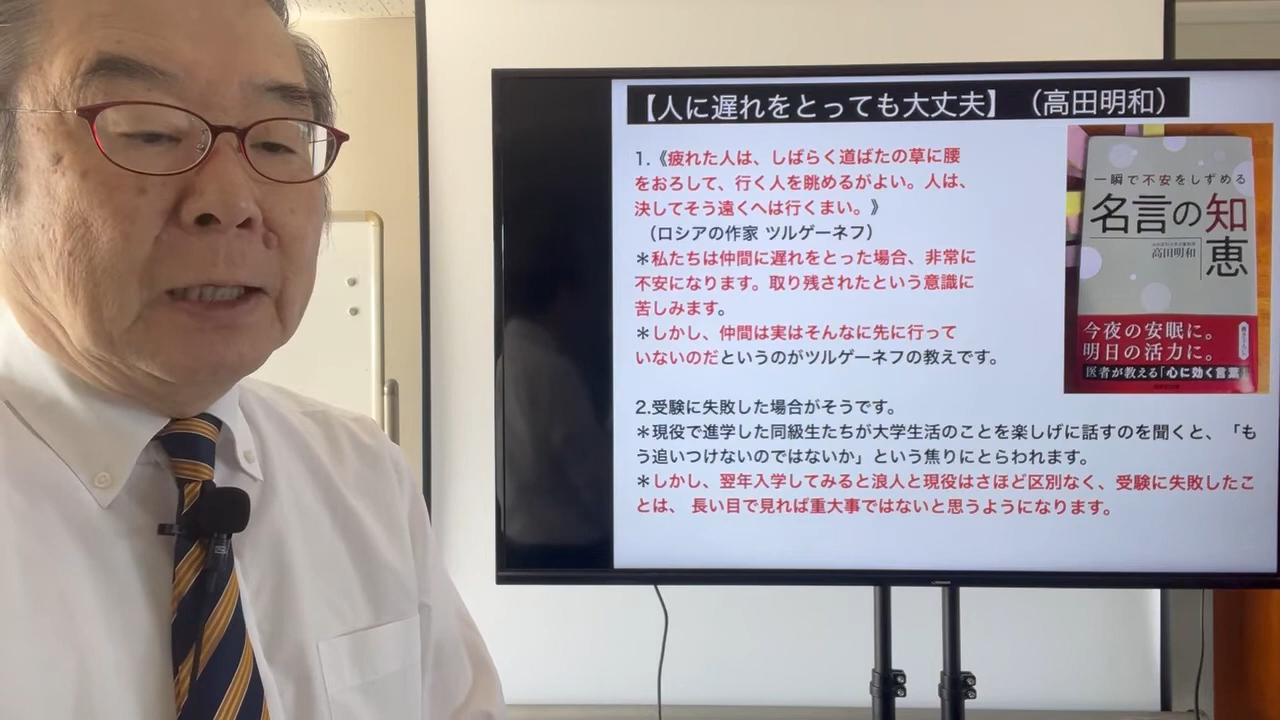 【人に遅れをとっても大丈夫】（高田明和）
1.《疲れた人は、しばらく道ばたの草に腰
をおろして、行く人を眺めるがよい。人は、
決してそう遠くへは行くまい。》
（ロシアの作家 ツルゲーネフ）
＊私たちは仲間に遅れをとった場合、非常に
不安になります。取り残されたという意識に
苦しみます。
＊しかし、仲間は実はそんなに先に行って
いないのだというのがツルゲーネフの教えです。
2.受験に失敗した場合がそうです。
＊現役で進学した同級生たちが大学生活のことを楽しげに話すのを聞くと、「も
う追いつけないのではないか」という焦りにとらわれます。
＊しかし、翌年入学してみると浪人と現役はさほど区別なく、受験に失敗したこ
とは、 長い目で見れば重大事ではないと思うようになります。
一瞬で不安をしずめる
名言の知恵
高田明和
今夜の安眠に。
明日の活力に。
医者が教える「心に効く言葉」